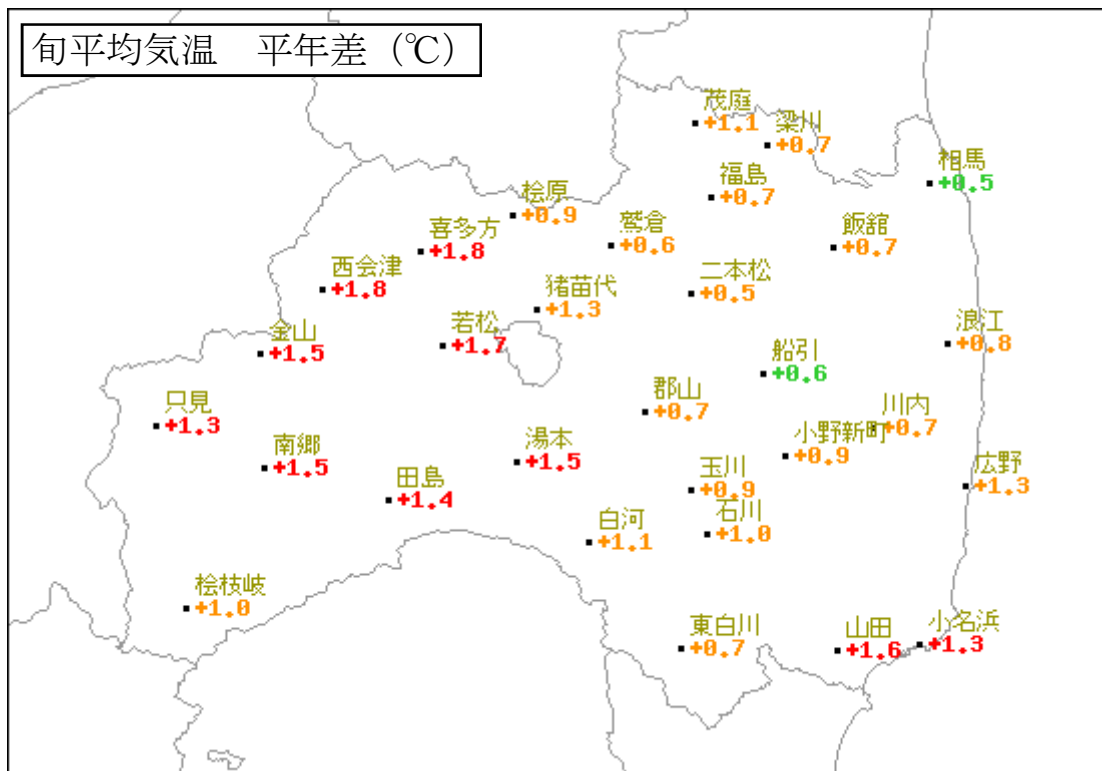 旬平均気温　平年差（℃）
茂庭
+1.1
梁川
+0.7
相馬
+0.5
福島
+0.7
桧原
+0.9
喜多方
+1.8
鷲倉
+0.6
飯舘
+0.7
西会津
+1.8
猪苗代
+1.3
二本松
+0.5
金山
+1.5
若松
+1.7
浪江
+0.8
船引
+0.6
只見
+1.3
郡山
+0.7
川内
+0.7
南郷
+1.5
湯本
+1.5
小野新町
+0.9
田島
+1.4
玉川
+0.9
広野
+1.3
白河
+1.1
石川
+1.0
桧枝岐
+1.0
東白川
+0.7
山田
+1.6
小名浜
+1.3